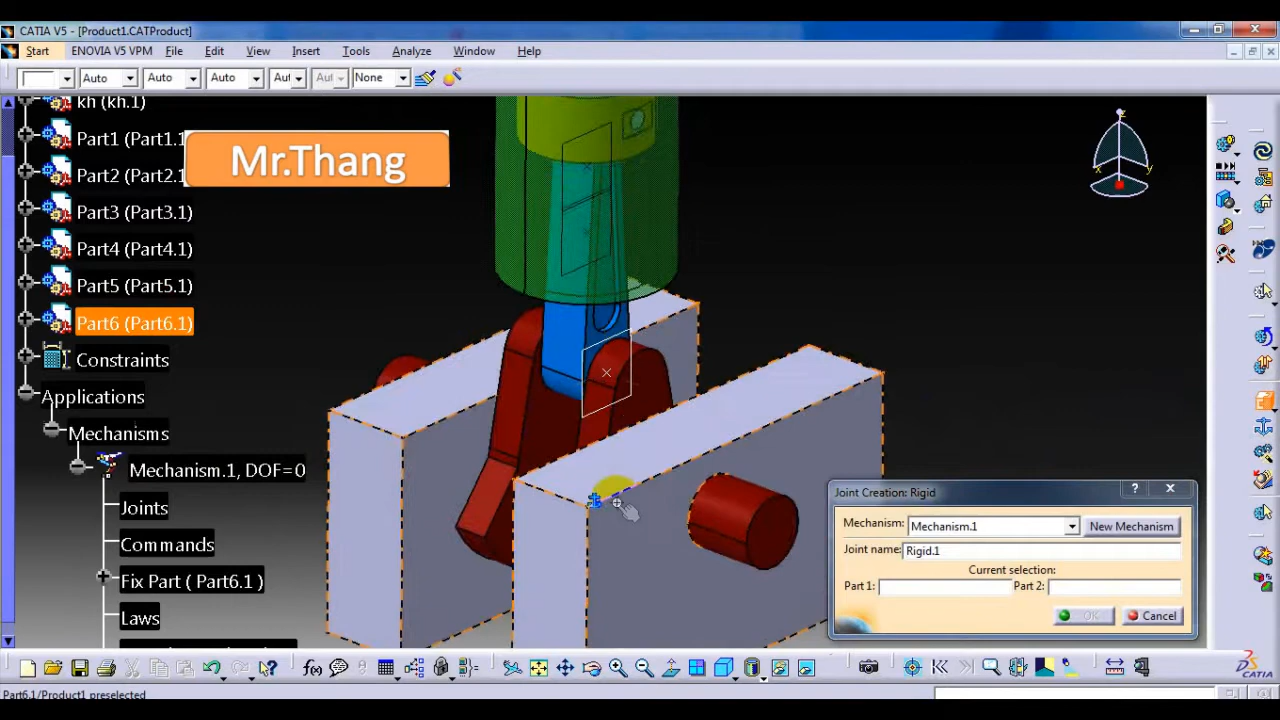 CATIA V5 - [Product1.CATProduct]
Start ENOVIA V5 VPM File Edit View Insert Tools Analyze Window Help
Auto Auto Auto Aut Aut None
kh (kh.1)
Part1 (Part1.1
Mr.Thang
Part2 (Part2.1
Part3 (Part3.1)
Part4 (Part4.1)
Part5 (Part5.1)
Part6 (Part6.1)
Constraints
Applications
Mechanisms
Mechanism.1, DOF=0
Joints
Commands
Fix Part ( Part6.1 )
Laws
z
x
y
Joint Creation: Rigid
Mechanism: Mechanism.1 New Mechanism
Joint name: Rigid.1
Current selection:
Part 1: Part 2:
OK Cancel
f(x)
CATIA
Part6.1/Product1 preselected